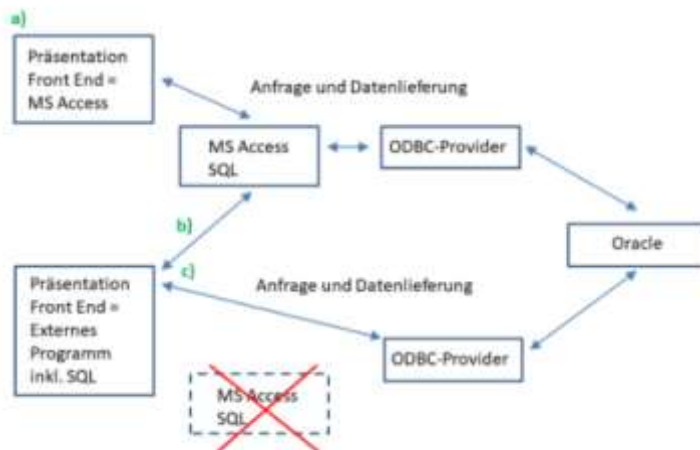 a)
Präsentation
Front End =
MS Access
Anfrage und Datenlieferung
MS Access
SQL
ODBC-Provider
b)
Oracle
c)
Präsentation
Front End =
Externes
Programm
inkl. SQL
Anfrage und Datenlieferung
ODBC-Provider
MS Access
SQL